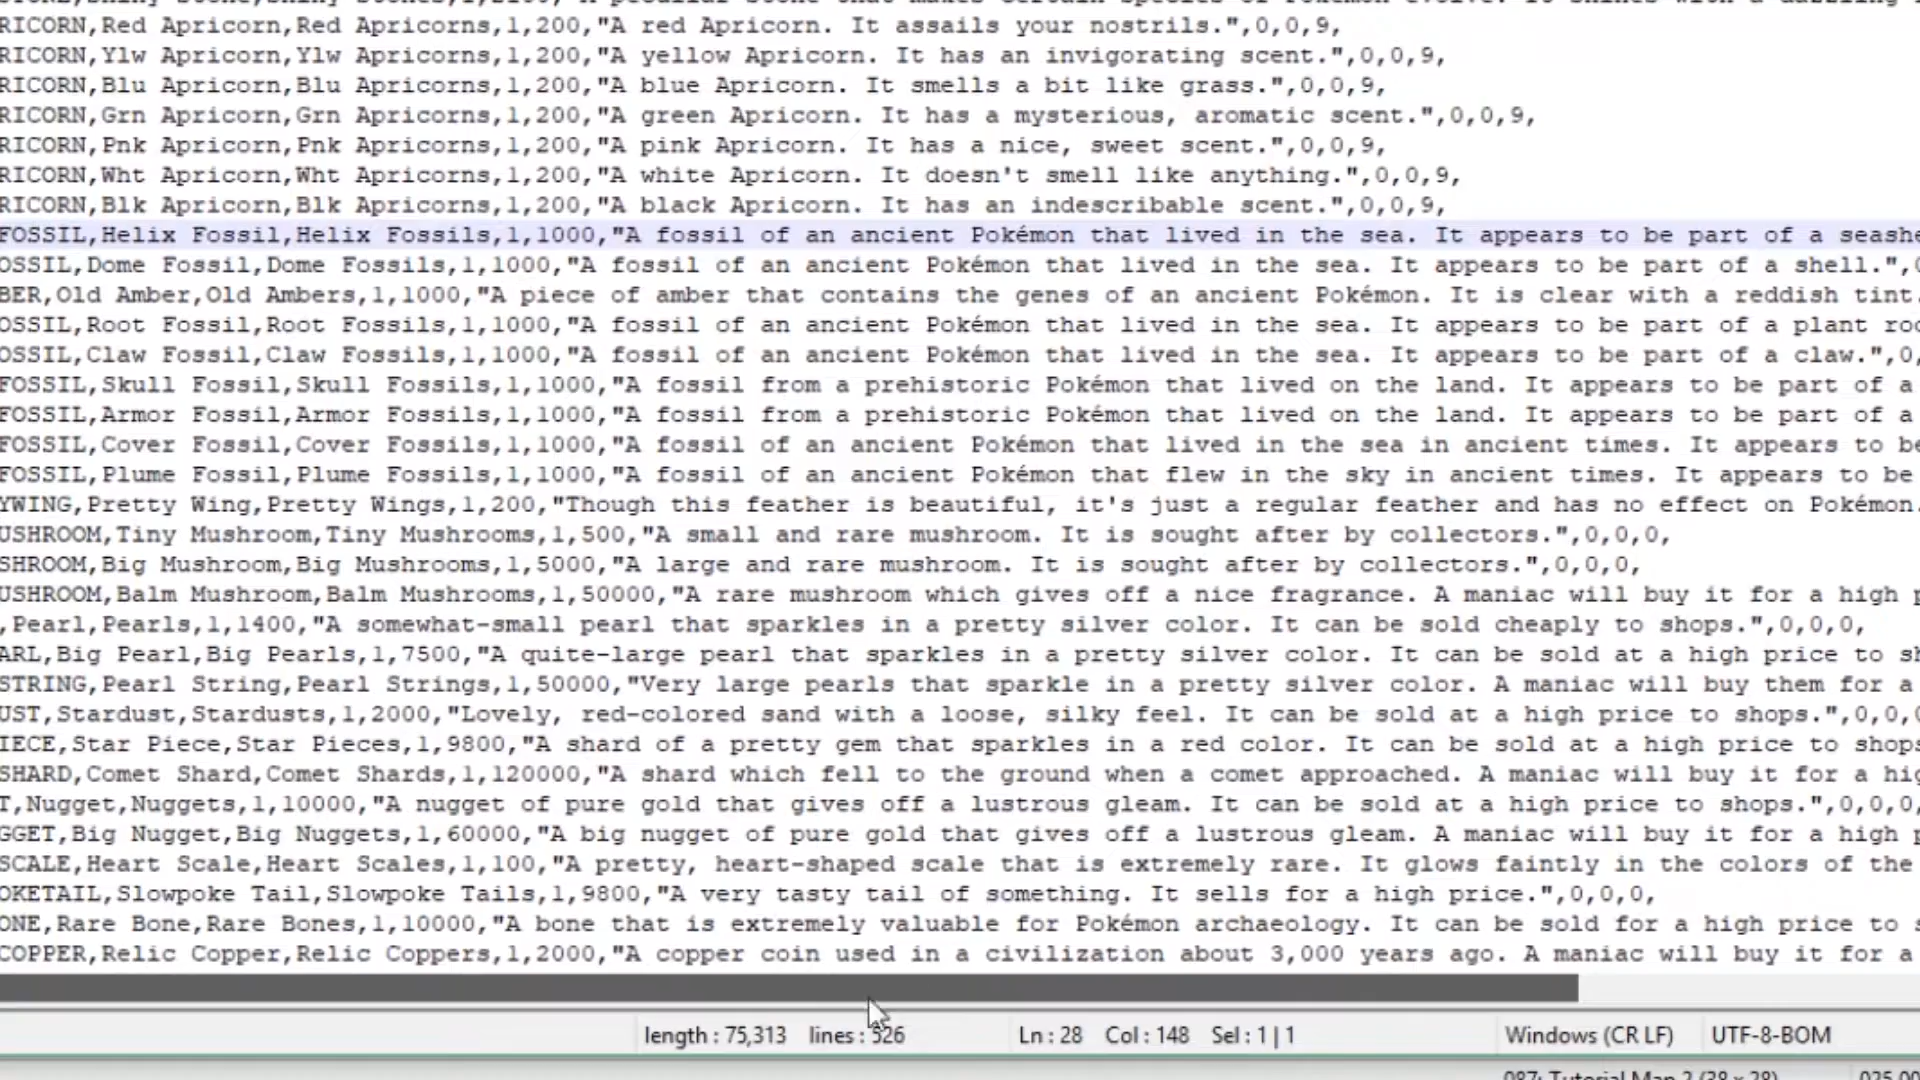 RICORN,Red Apricorn,Red Apricorns,1,200,"A red Apricorn. It assails your nostrils.",0,0,9,
RICORN,Ylw Apricorn,Ylw Apricorns,1,200,"A yellow Apricorn. It has an invigorating scent.",0,0,9,
RICORN,Blu Apricorn,Blu Apricorns,1,200,"A blue Apricorn. It smells a bit like grass.",0,0,9,
RICORN,Grn Apricorn,Grn Apricorns,1,200,"A green Apricorn. It has a mysterious, aromatic scent.",0,0,9,
RICORN,Pnk Apricorn,Pnk Apricorns,1,200,"A pink Apricorn. It has a nice, sweet scent.",0,0,9,
RICORN,Wht Apricorn,Wht Apricorns,1,200,"A white Apricorn. It doesn't smell like anything.",0,0,9,
RICORN,Blk Apricorn,Blk Apricorns,1,200,"A black Apricorn. It has an indescribable scent.",0,0,9,
FOSSIL,Helix Fossil,Helix Fossils,1,1000,"A fossil of an ancient Pokémon that lived in the sea. It appears to be part of a seashe
OSSIL,Dome Fossil,Dome Fossils,1,1000,"A fossil of an ancient Pokémon that lived in the sea. It appears to be part of a shell.",0
BER,Old Amber,Old Ambers,1,1000,"A piece of amber that contains the genes of an ancient Pokémon. It is clear with a reddish tint.
OSSIL,Root Fossil,Root Fossils,1,1000,"A fossil of an ancient Pokémon that lived in the sea. It appears to be part of a plant roo
OSSIL,Claw Fossil,Claw Fossils,1,1000,"A fossil of an ancient Pokémon that lived in the sea. It appears to be part of a claw.",0,
FOSSIL,Skull Fossil,Skull Fossils,1,1000,"A fossil from a prehistoric Pokémon that lived on the land. It appears to be part of a
FOSSIL,Armor Fossil,Armor Fossils,1,1000,"A fossil from a prehistoric Pokémon that lived on the land. It appears to be part of a
FOSSIL,Cover Fossil,Cover Fossils,1,1000,"A fossil of an ancient Pokémon that lived in the sea in ancient times. It appears to be
FOSSIL,Plume Fossil,Plume Fossils,1,1000,"A fossil of an ancient Pokémon that flew in the sky in ancient times. It appears to be
YWING,Pretty Wing,Pretty Wings,1,200,"Though this feather is beautiful, it's just a regular feather and has no effect on Pokémon.
USHROOM,Tiny Mushroom,Tiny Mushrooms,1,500,"A small and rare mushroom. It is sought after by collectors.",0,0,0,
SHROOM,Big Mushroom,Big Mushrooms,1,5000,"A large and rare mushroom. It is sought after by collectors.",0,0,0,
USHROOM,Balm Mushroom,Balm Mushrooms,1,50000,"A rare mushroom which gives off a nice fragrance. A maniac will buy it for a high p
,Pearl,Pearls,1,1400,"A somewhat-small pearl that sparkles in a pretty silver color. It can be sold cheaply to shops.",0,0,0,
ARL,Big Pearl,Big Pearls,1,7500,"A quite-large pearl that sparkles in a pretty silver color. It can be sold at a high price to sh
STRING,Pearl String,Pearl Strings,1,50000,"Very large pearls that sparkle in a pretty silver color. A maniac will buy them for a
UST,Stardust,Stardusts,1,2000,"Lovely, red-colored sand with a loose, silky feel. It can be sold at a high price to shops.",0,0,0
IECE,Star Piece,Star Pieces,1,9800,"A shard of a pretty gem that sparkles in a red color. It can be sold at a high price to shops
SHARD,Comet Shard,Comet Shards,1,120000,"A shard which fell to the ground when a comet approached. A maniac will buy it for a hig
T,Nugget,Nuggets,1,10000,"A nugget of pure gold that gives off a lustrous gleam. It can be sold at a high price to shops.",0,0,0,
GGET,Big Nugget,Big Nuggets,1,60000,"A big nugget of pure gold that gives off a lustrous gleam. A maniac will buy it for a high p
SCALE,Heart Scale,Heart Scales,1,100,"A pretty, heart-shaped scale that is extremely rare. It glows faintly in the colors of the
OKETAIL,Slowpoke Tail,Slowpoke Tails,1,9800,"A very tasty tail of something. It sells for a high price.",0,0,0,
ONE,Rare Bone,Rare Bones,1,10000,"A bone that is extremely valuable for Pokémon archaeology. It can be sold for a high price to s
COPPER,Relic Copper,Relic Coppers,1,2000,"A copper coin used in a civilization about 3,000 years ago. A maniac will buy it for a
length : 75,313 lines : 526 Ln : 28 Col : 148 Sel : 1 | 1 Windows (CR LF) UTF-8-BOM